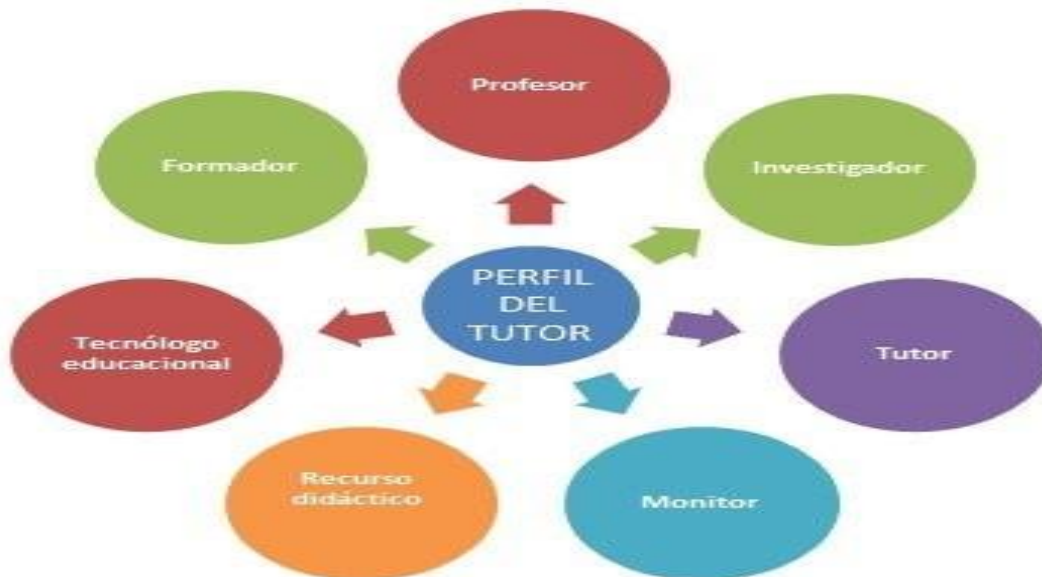 Profesor
Formador
Investigador
PERFIL
DEL
TUTOR
Tecnólogo
educacional
Tutor
Recurso
didáctico
Monitor